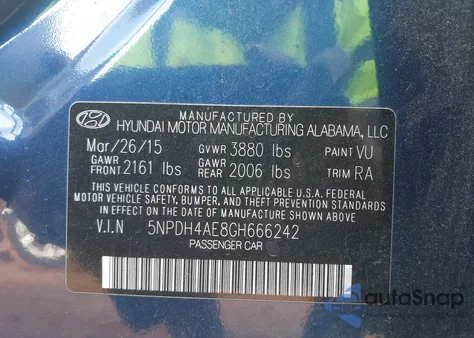 MANUFACTURED BY
HYUNDAI MOTOR MANUFACTURING ALABAMA, LLC
Mar/26/15 GVWR 3880 lbs PAINT VU
GAWR FRONT 2161 lbs GAWR REAR 2006 lbs TRIM RA
THIS VEHICLE CONFORMS TO ALL APPLICABLE U.S.A. FEDERAL
MOTOR VEHICLE SAFETY, BUMPER, AND THEFT PREVENTION STANDARDS
IN EFFECT ON THE DATE OF MANUFACTURE SHOWN ABOVE.
V.I.N 5NPDH4AE8GH666242
PASSENGER CAR
autoSnap